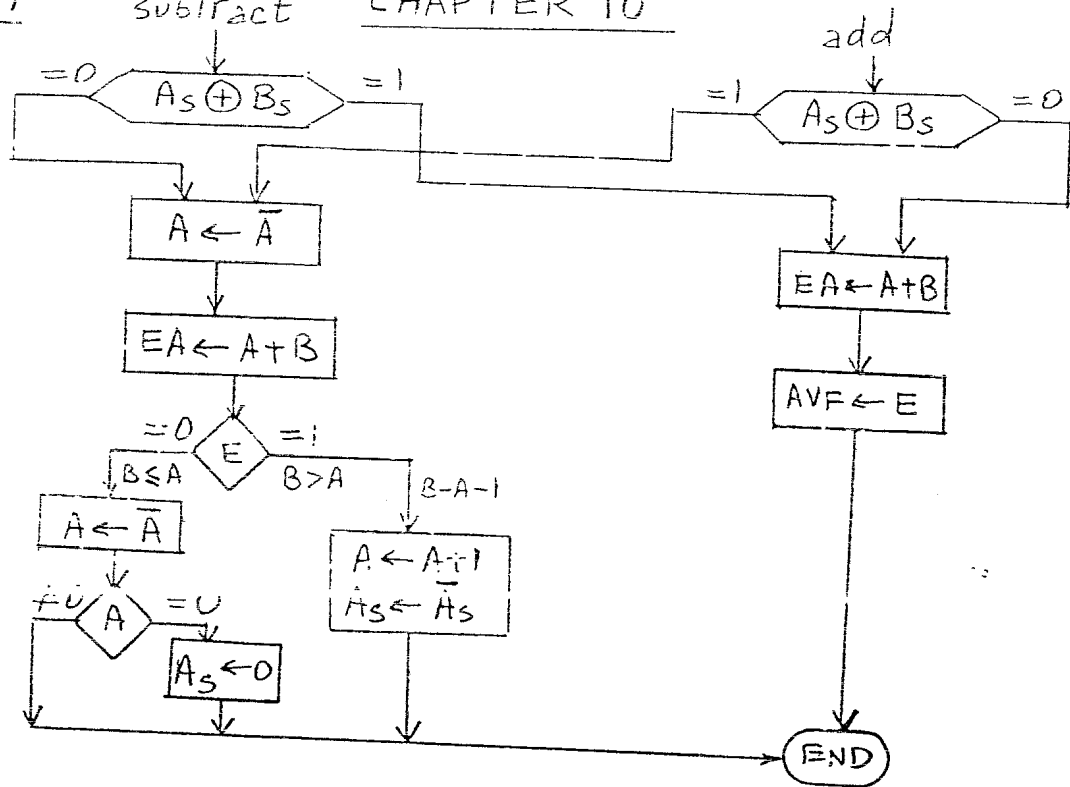 subtract
CHAPTER 10
add
=0
As ⊕ Bs
=1
=1
As ⊕ Bs
=0
A ← A̅
EA ← A+B
EA ← A+B
AVF ← E
=0
E
=1
B≤A
B>A
B-A-1
A ← A̅
A ← A+1
As ← A̅s
≠0
A
=0
As ← 0
END